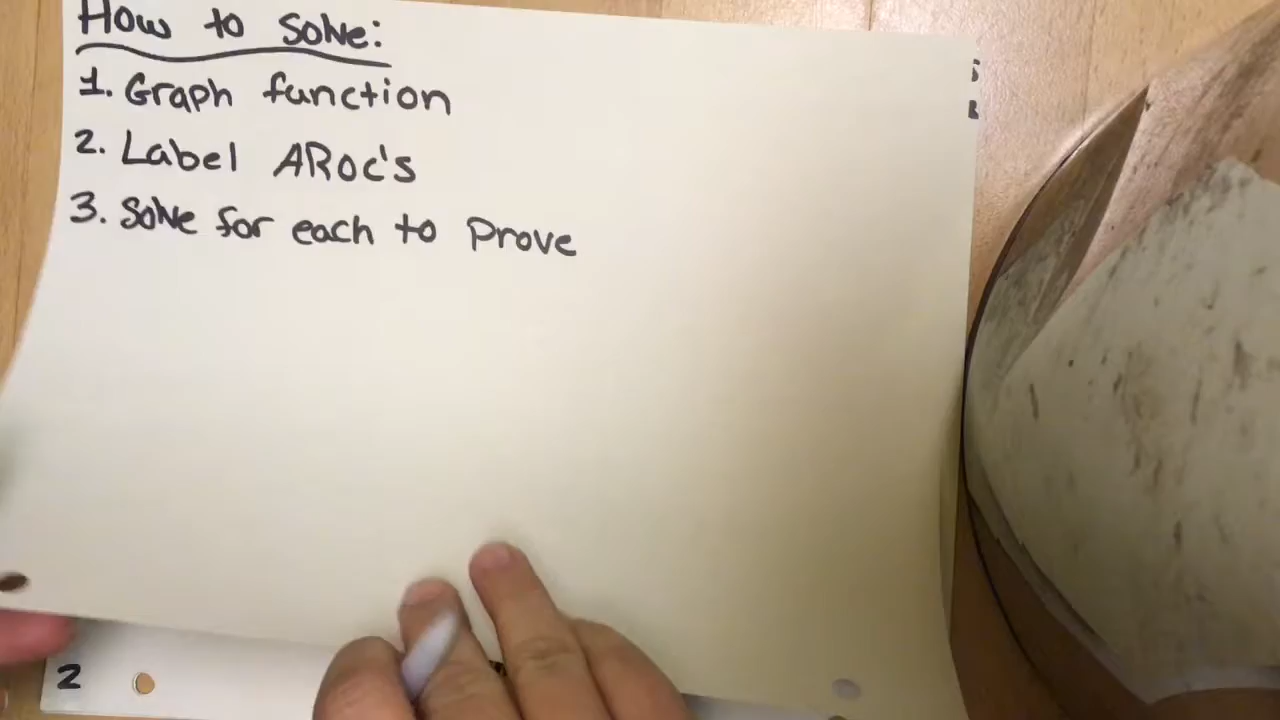 How to Solve:
1. Graph function
2. Label ARoc's
3. Solve for each to Prove
2